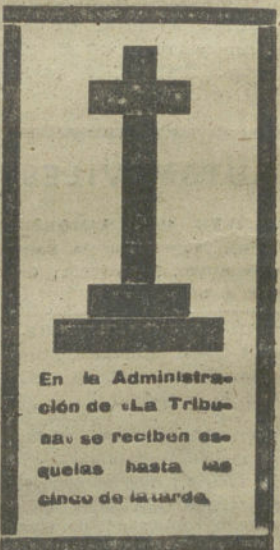 En la Administra-
ción de «La Tribu-
na» se reciben es-
quelas hasta las
cinco de la tarde